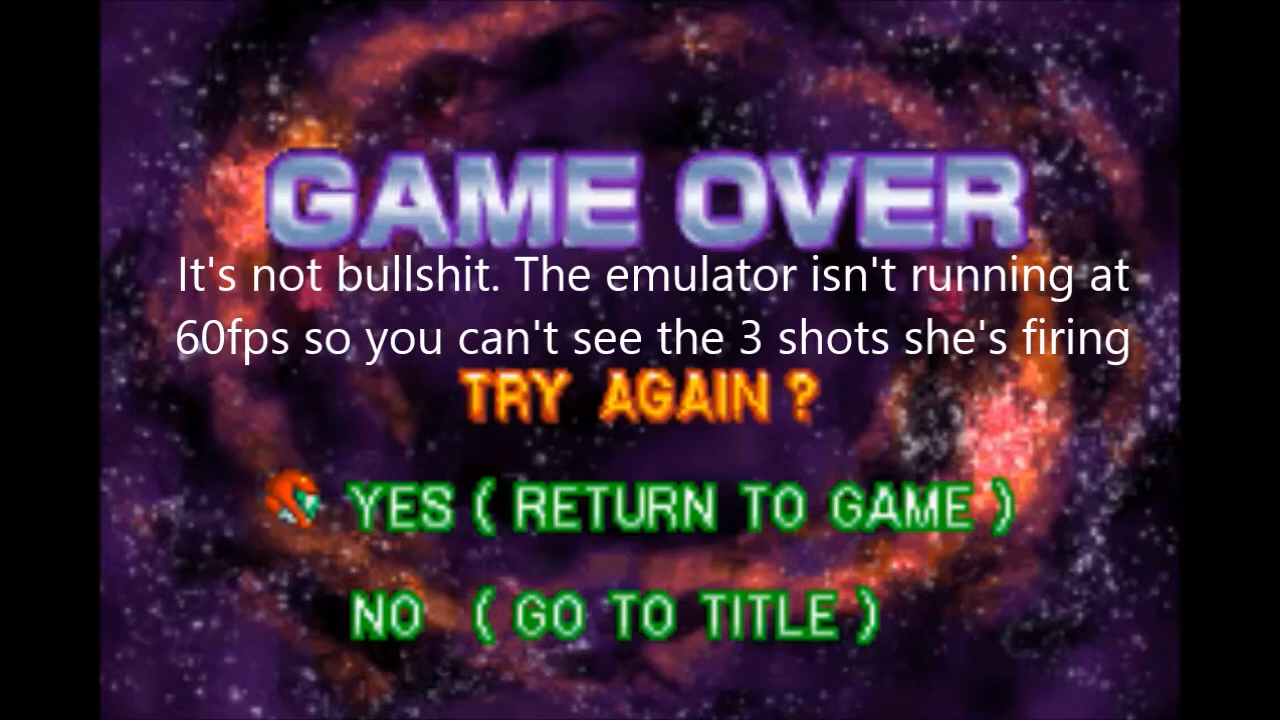 GAME OVER
It's not bullshit. The emulator isn't running at
60fps so you can't see the 3 shots she's firing
TRY AGAIN ?
YES ( RETURN TO GAME )
NO ( GO TO TITLE )